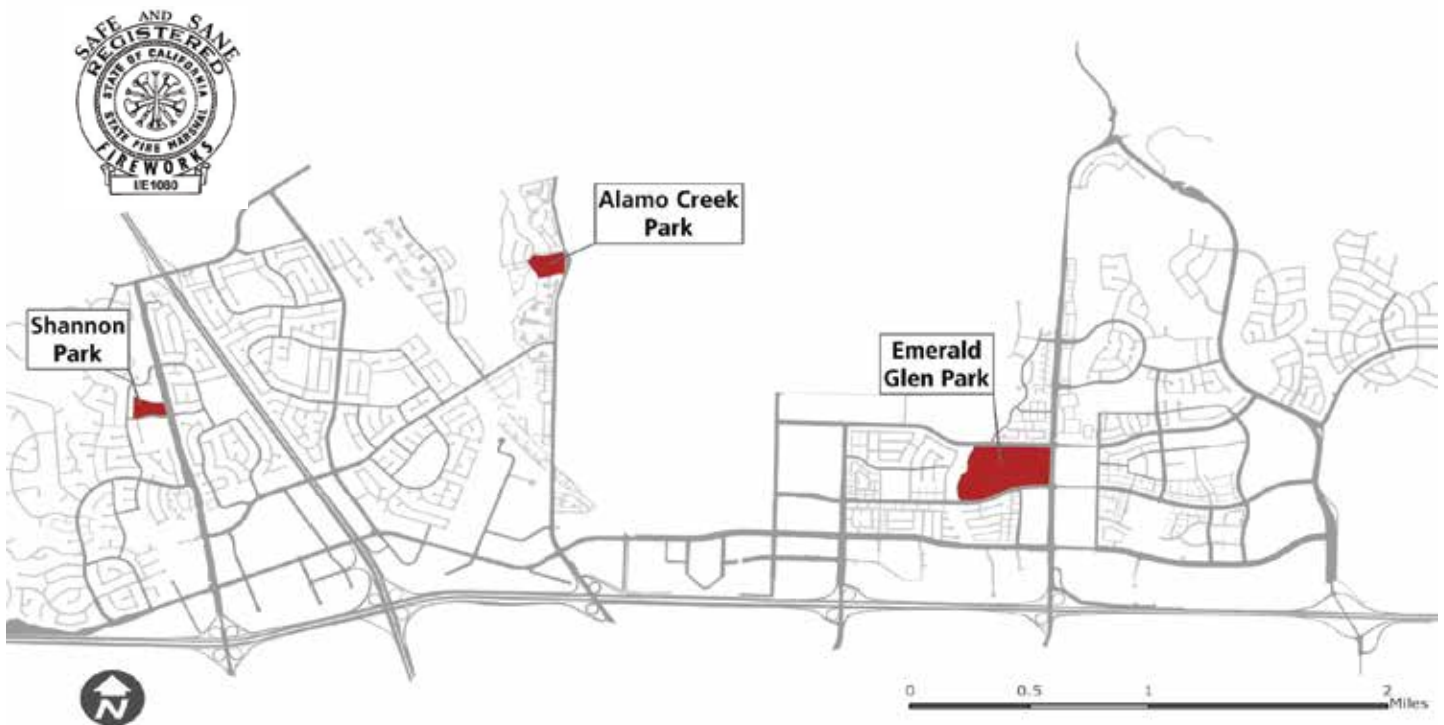 SAFE AND SANE
REGISTERED
STATE OF CALIFORNIA
STATE FIRE MARSHAL
FIREWORKS
I/E1080
Alamo Creek
Park
Shannon
Park
Emerald
Glen Park
N
0 0.5 1 2
Miles